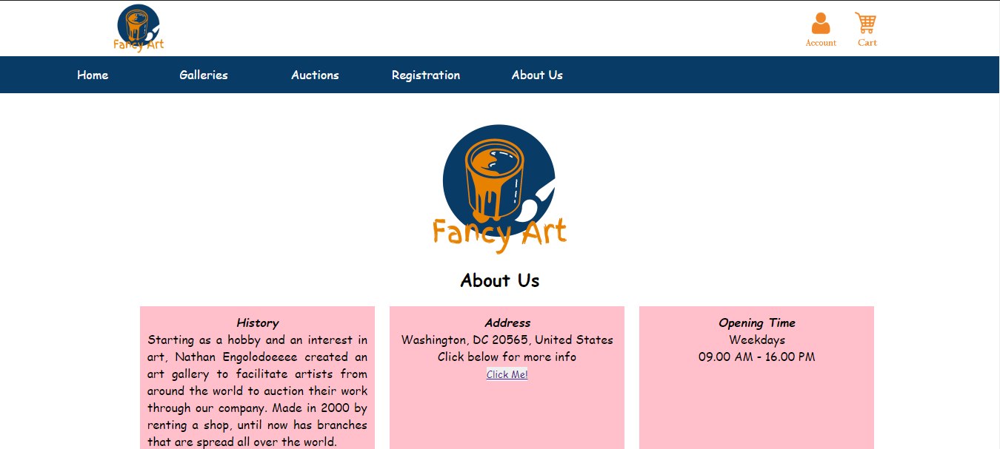 Fancy Art
Account
Cart
Home
Galleries
Auctions
Registration
About Us
Fancy Art
About Us
History
Starting as a hobby and an interest in
art, Nathan Engolodoeeee created an
art gallery to facilitate artists from
around the world to auction their work
through our company. Made in 2000 by
renting a shop, until now has branches
that are spread all over the world.
Address
Washington, DC 20565, United States
Click below for more info
Click Me!
Opening Time
Weekdays
09.00 AM - 16.00 PM